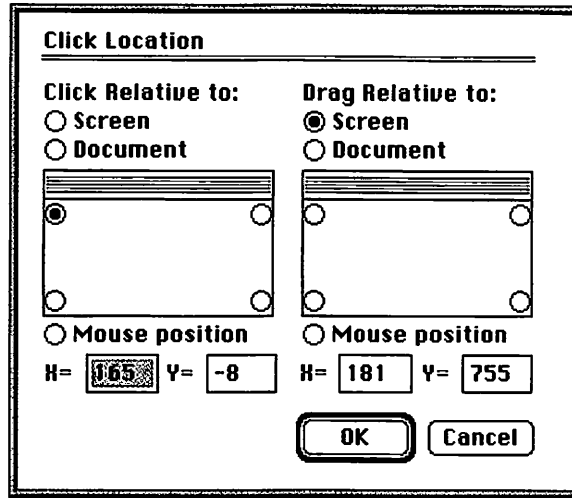 Click Location
Click Relative to:
Screen
Document
Mouse position
X= 165 Y= -8
Drag Relative to:
Screen
Document
Mouse position
X= 181 Y= 755
OK Cancel